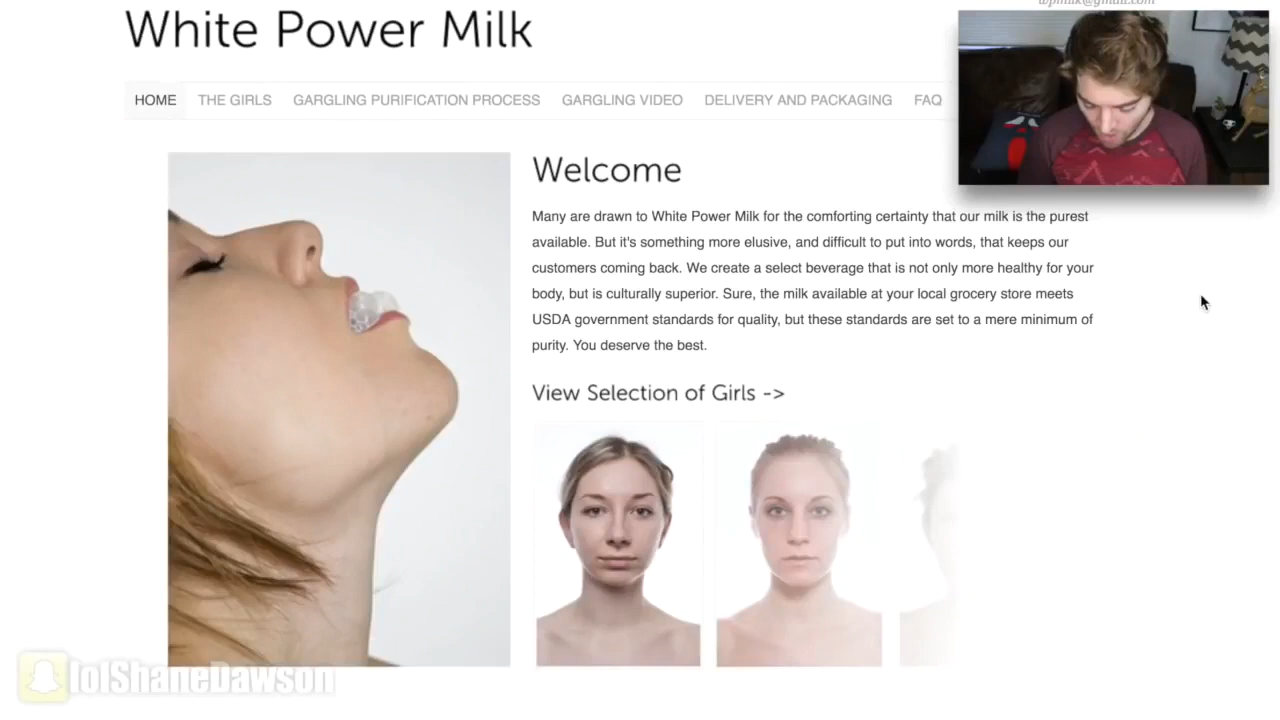 wpmilk@gmail.com
White Power Milk
HOME THE GIRLS GARGLING PURIFICATION PROCESS GARGLING VIDEO DELIVERY AND PACKAGING FAQ
Welcome
Many are drawn to White Power Milk for the comforting certainty that our milk is the purest
available. But it's something more elusive, and difficult to put into words, that keeps our
customers coming back. We create a select beverage that is not only more healthy for your
body, but is culturally superior. Sure, the milk available at your local grocery store meets
USDA government standards for quality, but these standards are set to a mere minimum of
purity. You deserve the best.
View Selection of Girls ->
lolShaneDawson